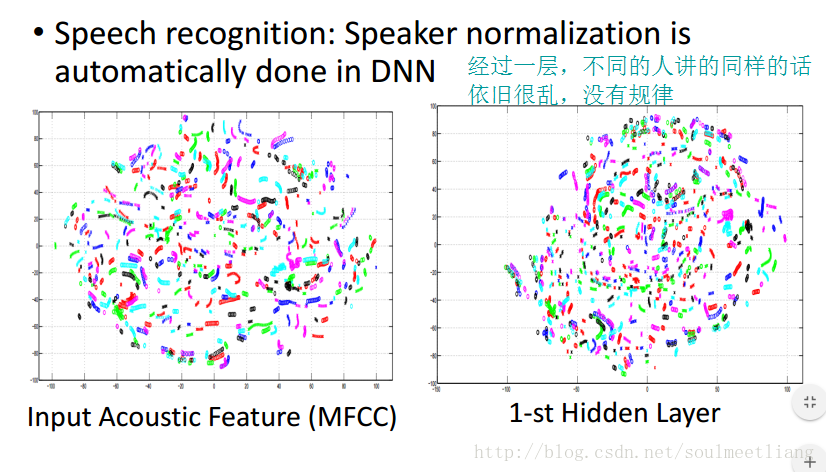 • Speech recognition: Speaker normalization is
automatically done in DNN
经过一层，不同的人讲的同样的话
依旧很乱，没有规律
Input Acoustic Feature (MFCC)
1-st Hidden Layer
http://blog.csdn.net/soulmeetliang